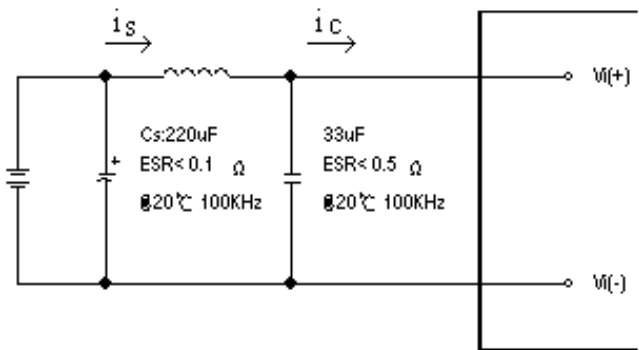 is
ic
Vi(+)
Cs:220uF
ESR<0.1 Ω
@20℃ 100KHz
33uF
ESR<0.5 Ω
@20℃ 100KHz
+
Vi(-)